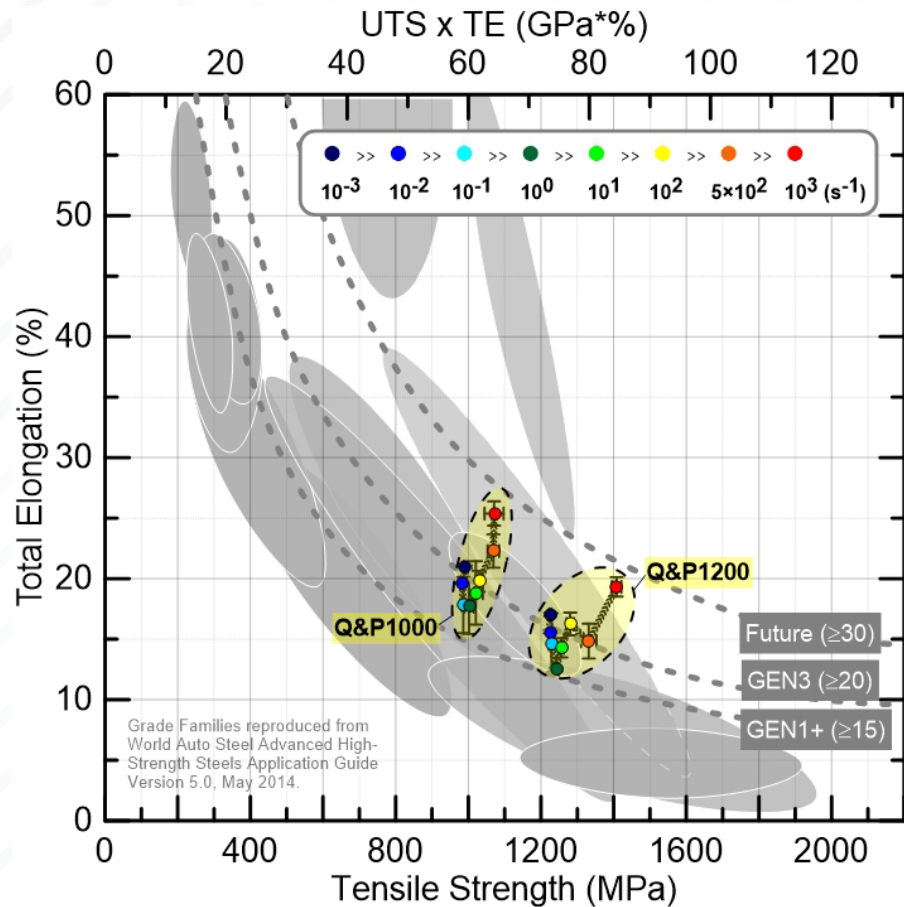 UTS x TE (GPa*%)
0 20 40 60 80 100 120
60
50
40
30
20
10
0
Total Elongation (%)
>> >> >> >> >> >> >>
10⁻³ 10⁻² 10⁻¹ 10⁰ 10¹ 10² 5×10² 10³ (s⁻¹)
Q&P1200
Q&P1000
Future (≥30)
GEN3 (≥20)
GEN1+ (≥15)
Grade Families reproduced from
World Auto Steel Advanced High-
Strength Steels Application Guide
Version 5.0, May 2014.
0 400 800 1200 1600 2000
Tensile Strength (MPa)